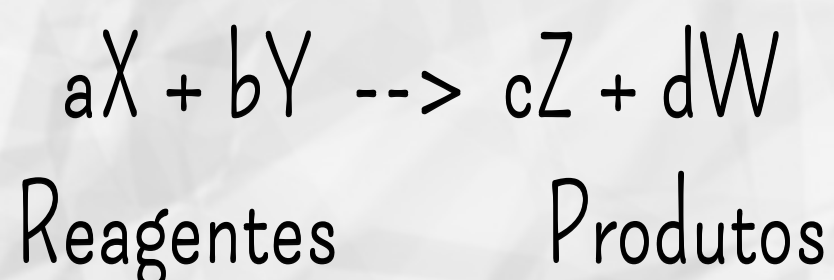 aX + bY --> cZ + dW
Reagentes Produtos